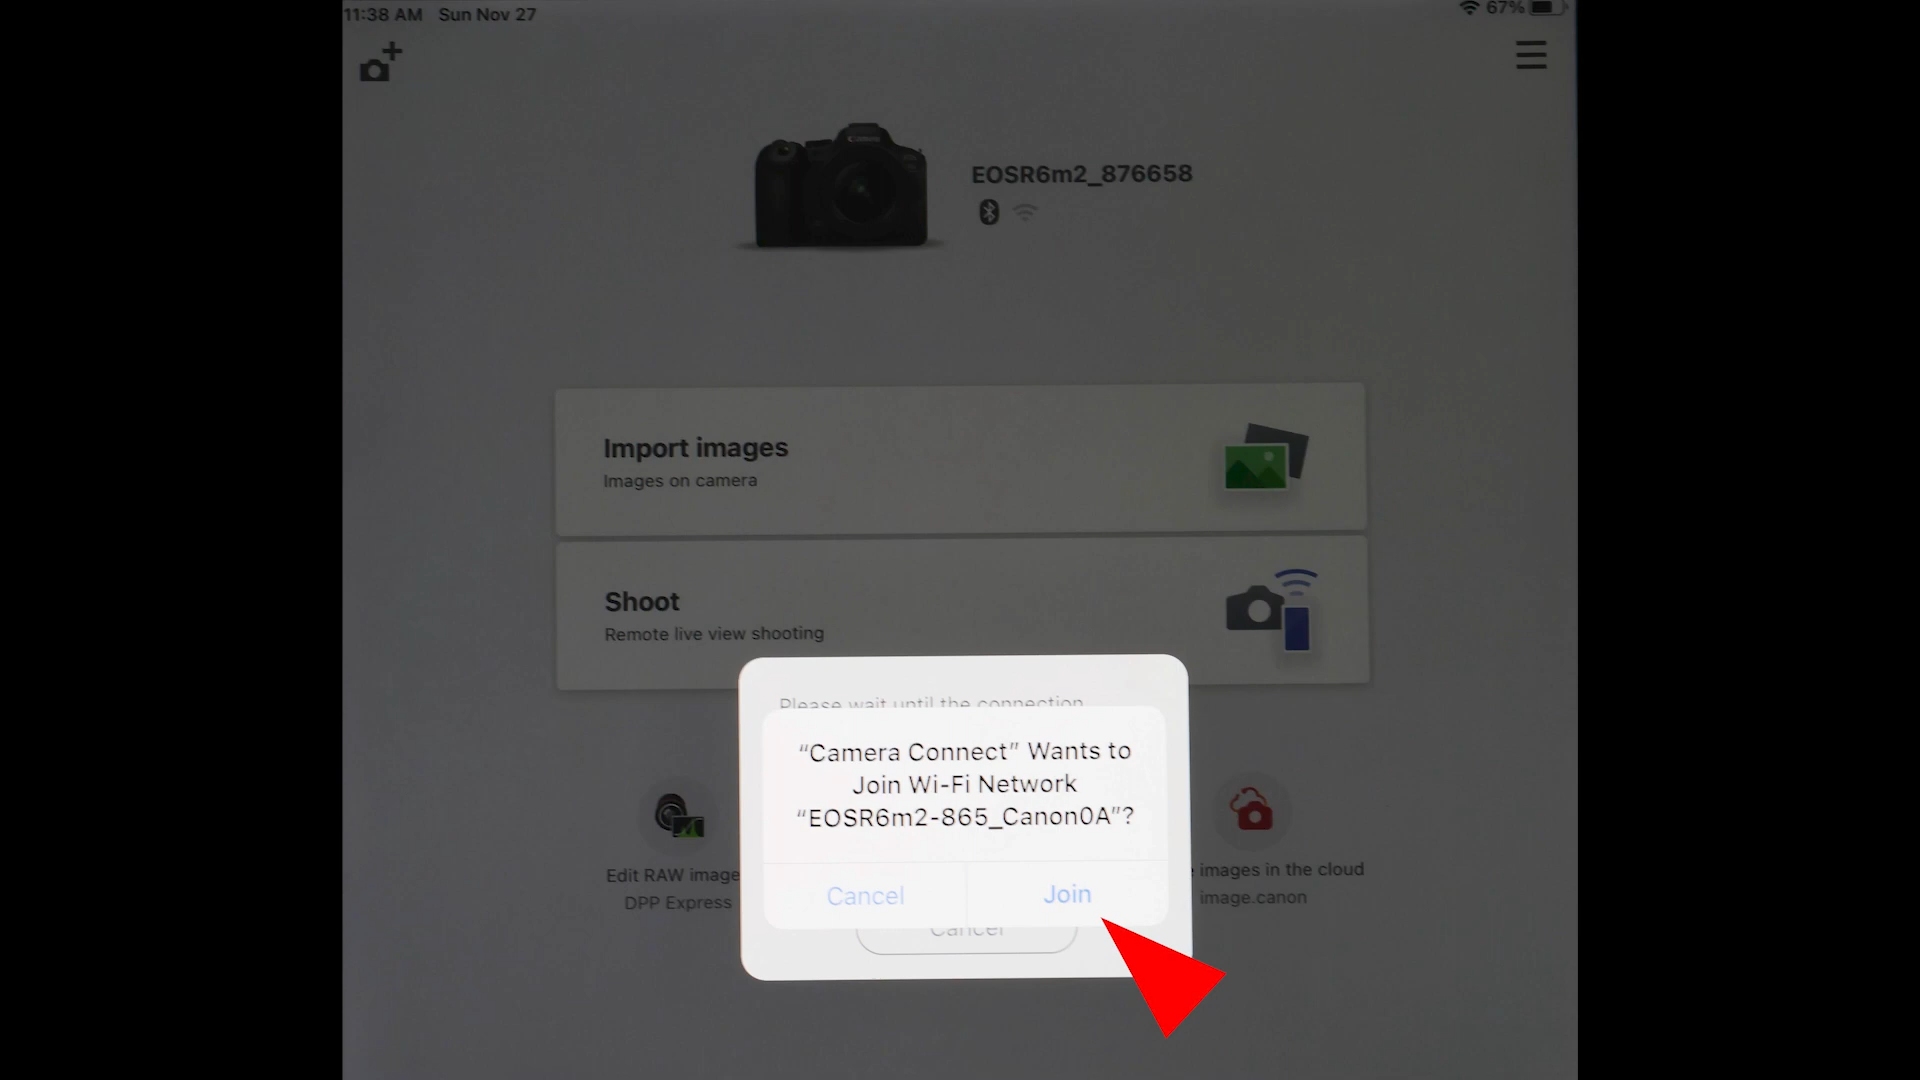 11:38 AM Sun Nov 27
67%
Canon
EOSR6m2_876658
Import images
Images on camera
Shoot
Remote live view shooting
Please wait until the connection
“Camera Connect” Wants to
Join Wi-Fi Network
“EOSR6m2-865_Canon0A”?
Cancel
Join
Cancel
Edit RAW image
DPP Express
images in the cloud
image.canon